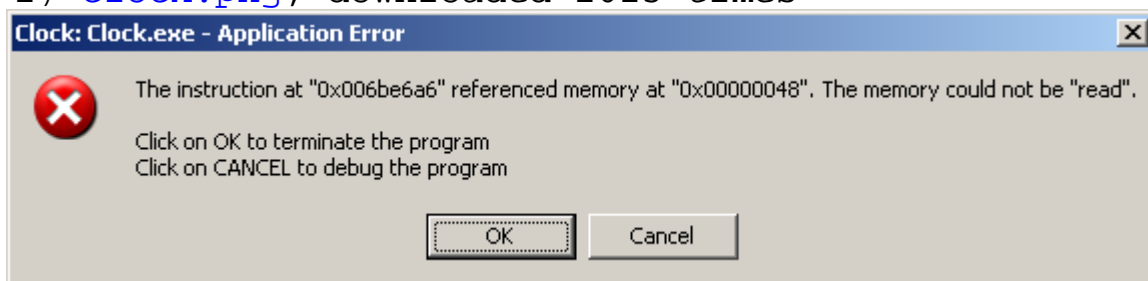 Clock: Clock.exe - Application Error
The instruction at "0x006be6a6" referenced memory at "0x00000048". The memory could not be "read".
Click on OK to terminate the program
Click on CANCEL to debug the program
OK Cancel